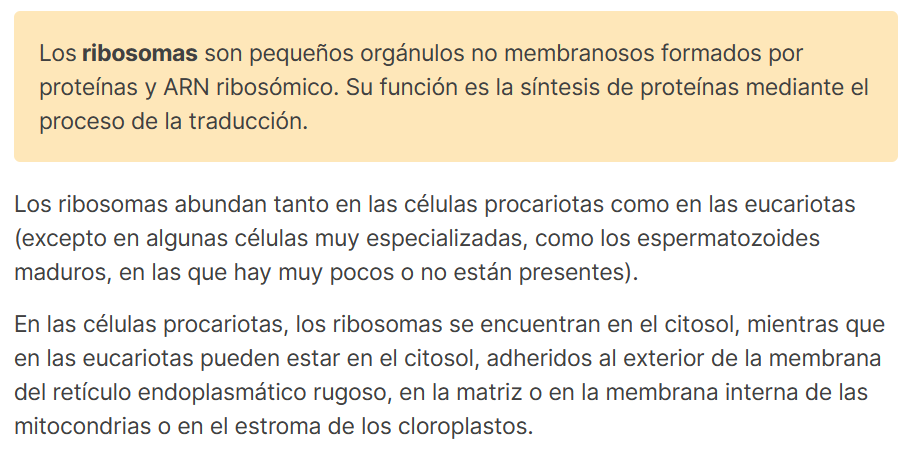 Los ribosomas son pequeños orgánulos no membranosos formados por
proteínas y ARN ribosómico. Su función es la síntesis de proteínas mediante el
proceso de la traducción.
Los ribosomas abundan tanto en las células procariotas como en las eucariotas
(excepto en algunas células muy especializadas, como los espermatozoides
maduros, en las que hay muy pocos o no están presentes).
En las células procariotas, los ribosomas se encuentran en el citosol, mientras que
en las eucariotas pueden estar en el citosol, adheridos al exterior de la membrana
del retículo endoplasmático rugoso, en la matriz o en la membrana interna de las
mitocondrias o en el estroma de los cloroplastos.